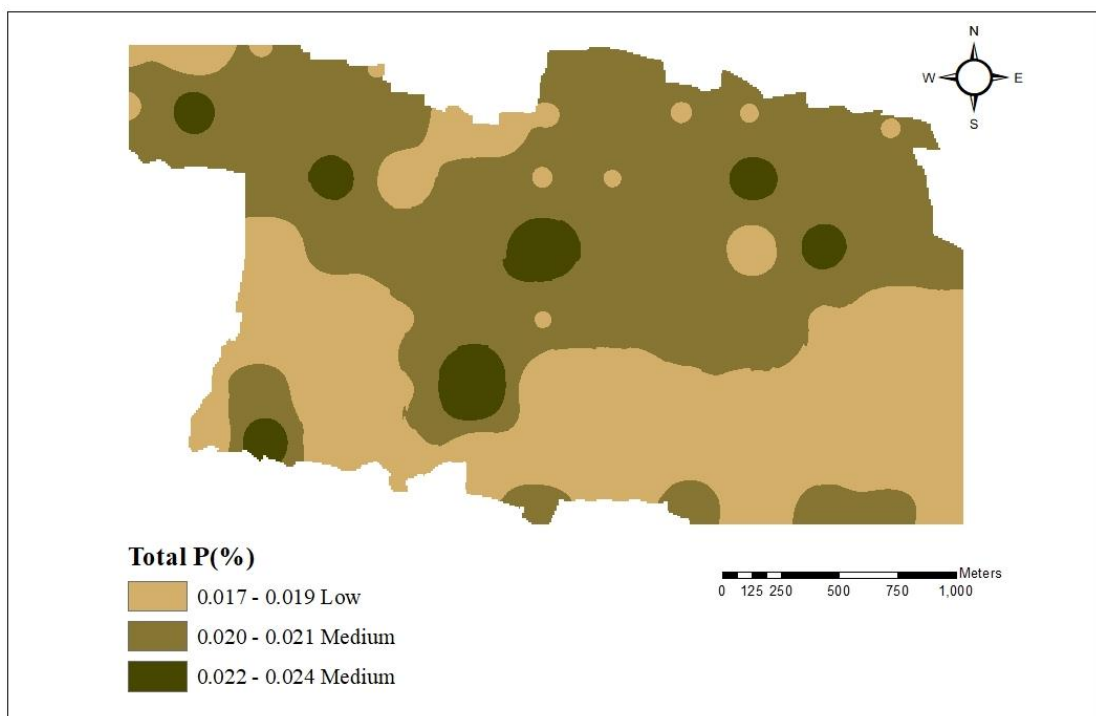 N
W E
S
Total P(%)
0.017 - 0.019 Low
0.020 - 0.021 Medium
0.022 - 0.024 Medium
Meters
0 125 250 500 750 1,000